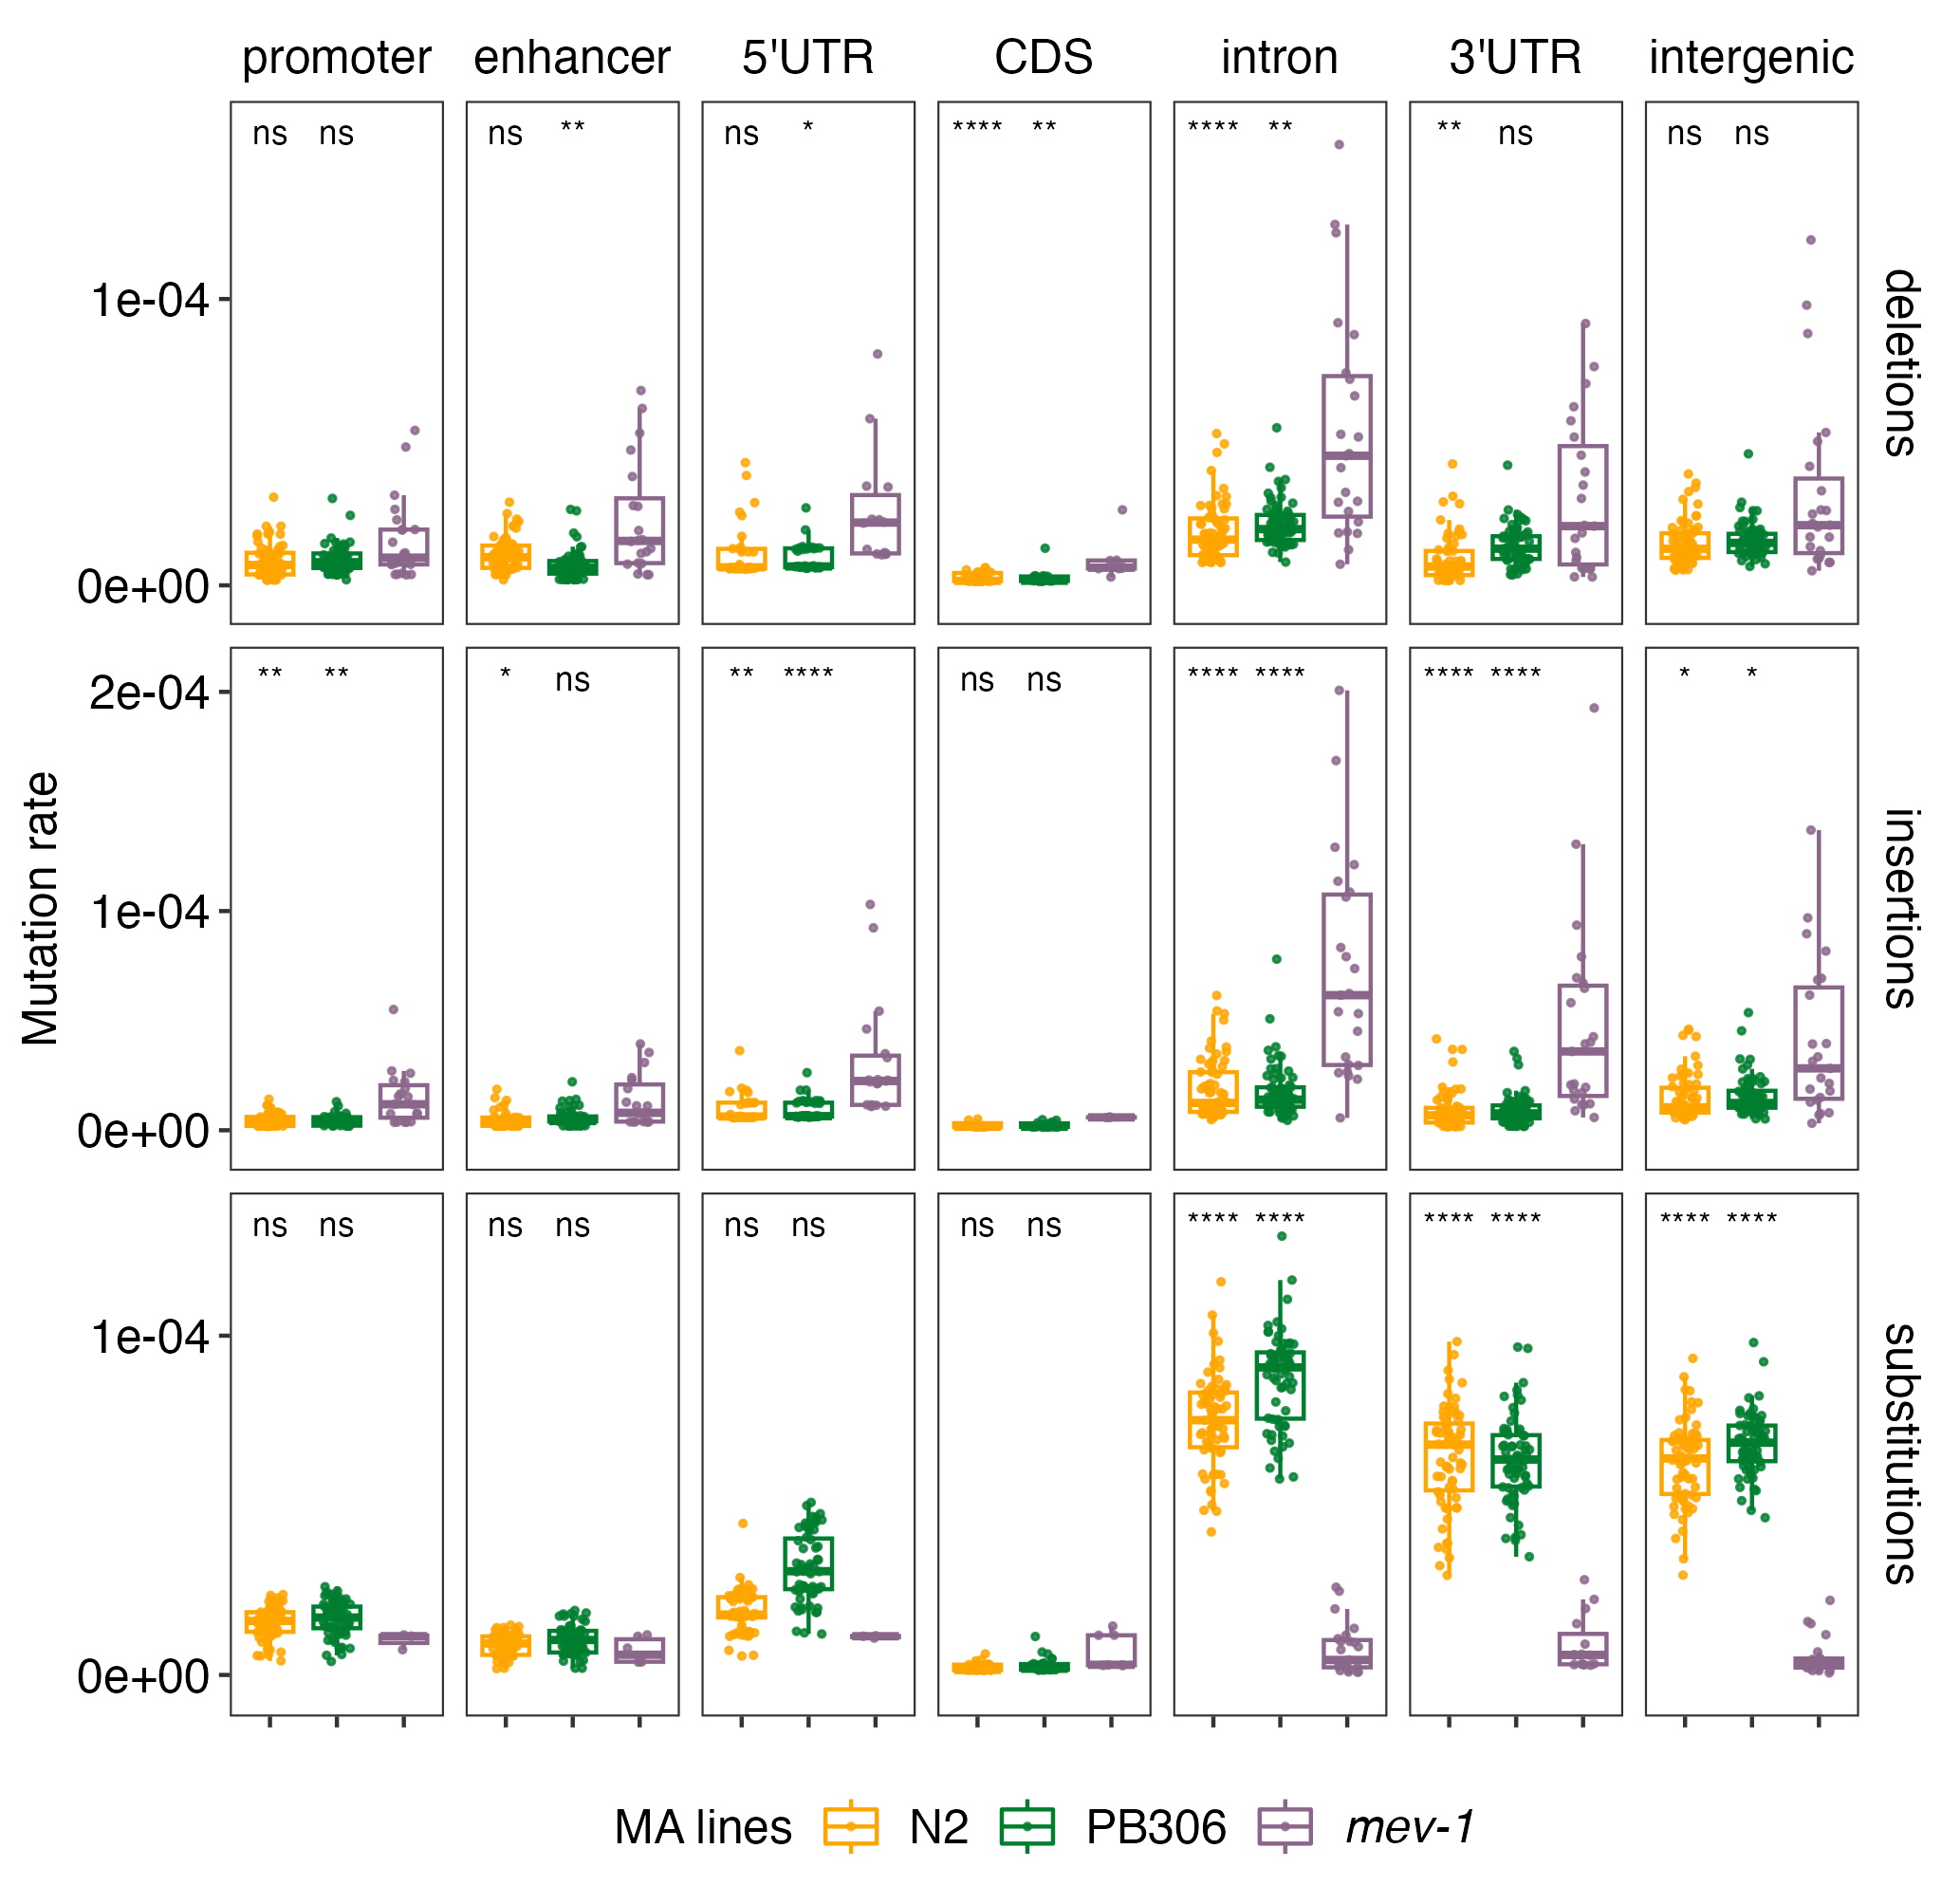 promoter enhancer 5'UTR CDS intron 3'UTR intergenic
ns ns ns ** ns * **** ** **** ** ** ns ns ns
1e-04
0e+00
deletions
** ** * ns ** **** ns ns **** **** **** **** * *
2e-04
1e-04
0e+00
insertions
Mutation rate
ns ns ns ns ns ns ns ns **** **** **** **** **** ****
1e-04
0e+00
substitutions
MA lines N2 PB306 mev-1